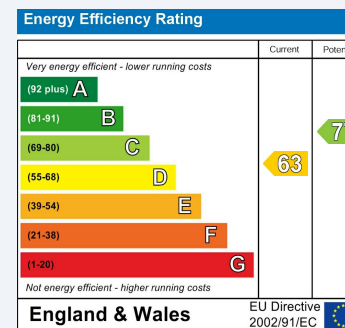 Energy Efficiency Rating
Current
Very energy efficient - lower running costs
(92 plus) A
(81-91) B
(69-80) C
(55-68) D
63
(39-54) E
(21-38) F
(1-20) G
Not energy efficient - higher running costs
England & Wales
EU Directive
2002/91/EC